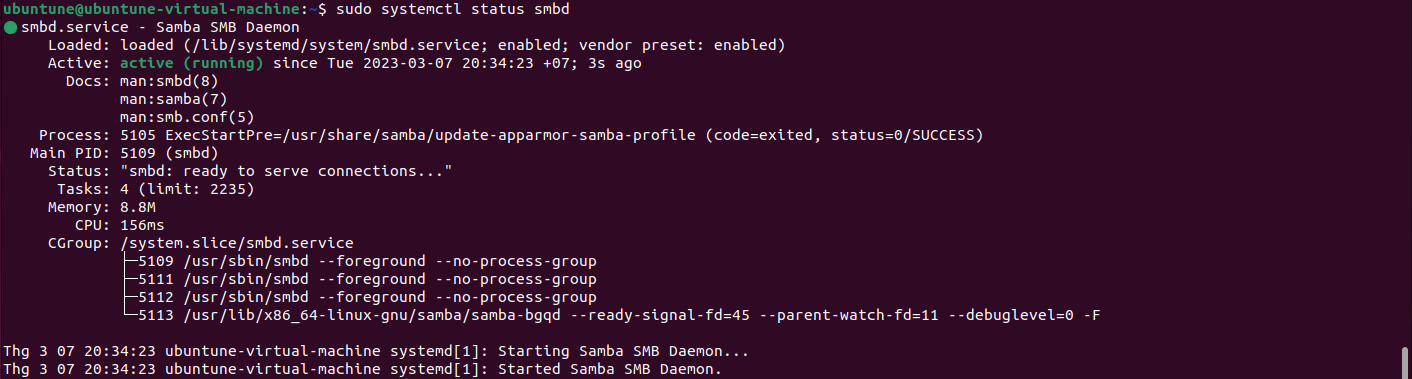 ubuntune@ubuntune-virtual-machine:~$ sudo systemctl status smbd
● smbd.service - Samba SMB Daemon
     Loaded: loaded (/lib/systemd/system/smbd.service; enabled; vendor preset: enabled)
     Active: active (running) since Tue 2023-03-07 20:34:23 +07; 3s ago
       Docs: man:smbd(8)
             man:samba(7)
             man:smb.conf(5)
    Process: 5105 ExecStartPre=/usr/share/samba/update-apparmor-samba-profile (code=exited, status=0/SUCCESS)
   Main PID: 5109 (smbd)
     Status: "smbd: ready to serve connections..."
      Tasks: 4 (limit: 2235)
     Memory: 8.8M
        CPU: 156ms
     CGroup: /system.slice/smbd.service
             ├─5109 /usr/sbin/smbd --foreground --no-process-group
             ├─5111 /usr/sbin/smbd --foreground --no-process-group
             ├─5112 /usr/sbin/smbd --foreground --no-process-group
             └─5113 /usr/lib/x86_64-linux-gnu/samba/samba-bgqd --ready-signal-fd=45 --parent-watch-fd=11 --debuglevel=0 -F

Thg 3 07 20:34:23 ubuntune-virtual-machine systemd[1]: Starting Samba SMB Daemon...
Thg 3 07 20:34:23 ubuntune-virtual-machine systemd[1]: Started Samba SMB Daemon.